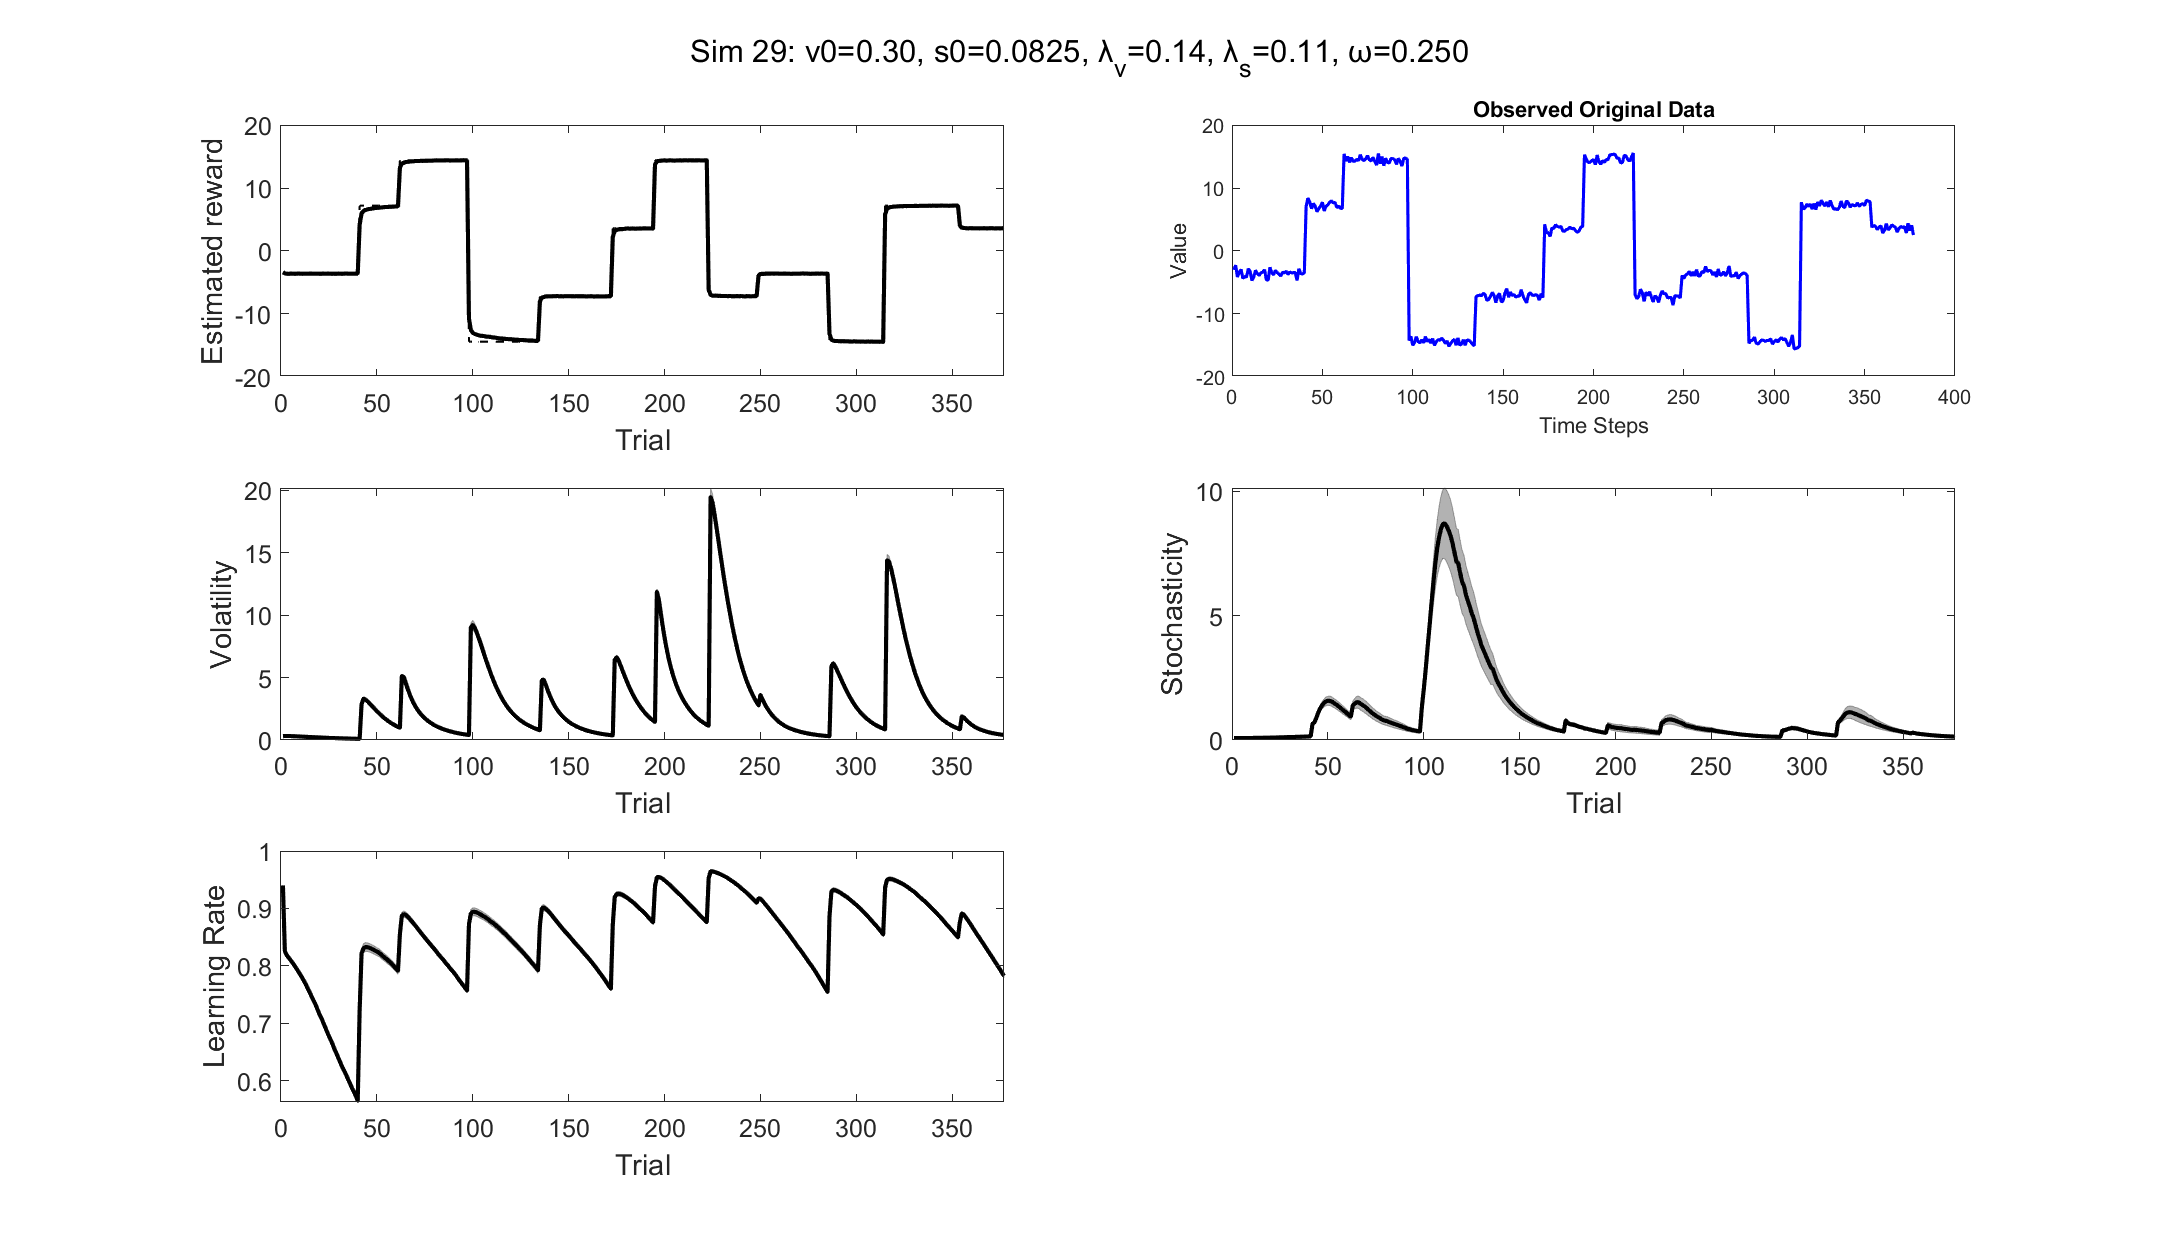 Sim 29: v0=0.30, s0=0.0825, λ_v=0.14, λ_s=0.11, ω=0.250
20
10
0
-10
-20
Estimated reward
0 50 100 150 200 250 300 350
Trial
Observed Original Data
20
10
0
-10
-20
Value
0 50 100 150 200 250 300 350 400
Time Steps
20
15
10
5
0
Volatility
0 50 100 150 200 250 300 350
Trial
10
5
0
Stochasticity
0 50 100 150 200 250 300 350
Trial
1
0.9
0.8
0.7
0.6
Learning Rate
0 50 100 150 200 250 300 350
Trial